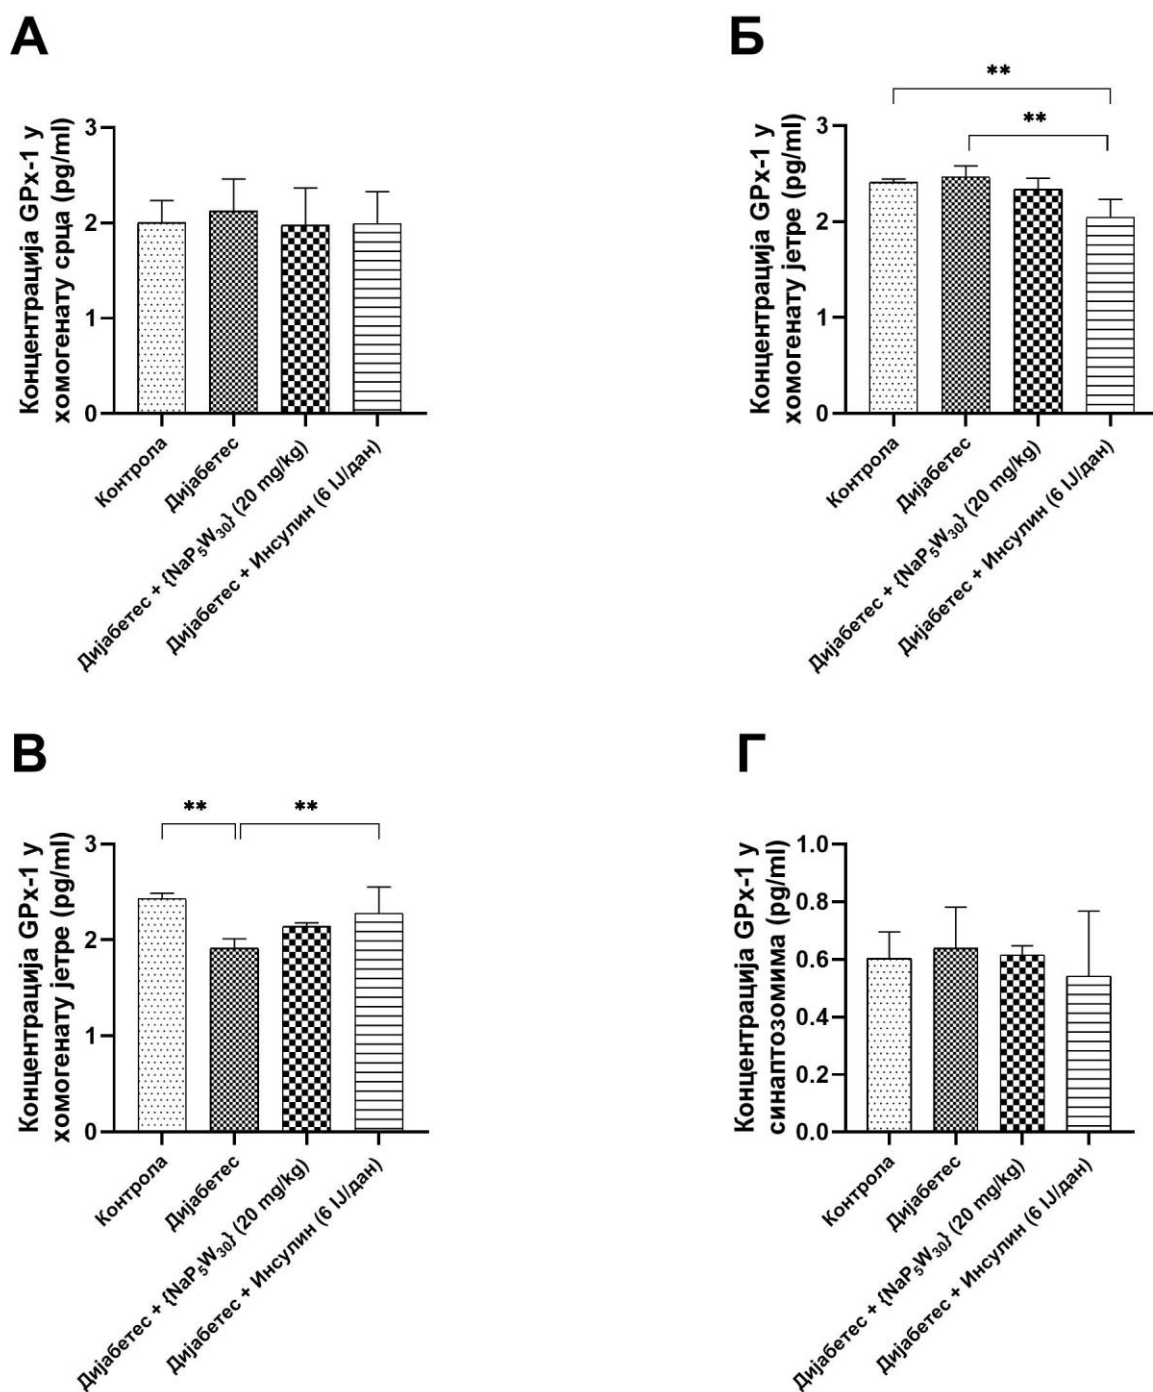 А
Концентрација GPx-1 у
хомогенату срца (pg/ml)
3
2
1
0
Контрола
Дијабетес
Дијабетес + {NaP₅W₃₀} (20 mg/kg)
Дијабетес + Инсулин (6 IJ/дан)
Б
**
**
Концентрација GPx-1 у
хомогенату јетре (pg/ml)
3
2
1
0
Контрола
Дијабетес
Дијабетес + {NaP₅W₃₀} (20 mg/kg)
Дијабетес + Инсулин (6 IJ/дан)
В
** **
Концентрација GPx-1 у
хомогенату јетре (pg/ml)
3
2
1
0
Контрола
Дијабетес
Дијабетес + {NaP₅W₃₀} (20 mg/kg)
Дијабетес + Инсулин (6 IJ/дан)
Г
Концентрација GPx-1 у
синаптозомима (pg/ml)
1.0
0.8
0.6
0.4
0.2
0.0
Контрола
Дијабетес
Дијабетес + {NaP₅W₃₀} (20 mg/kg)
Дијабетес + Инсулин (6 IJ/дан)